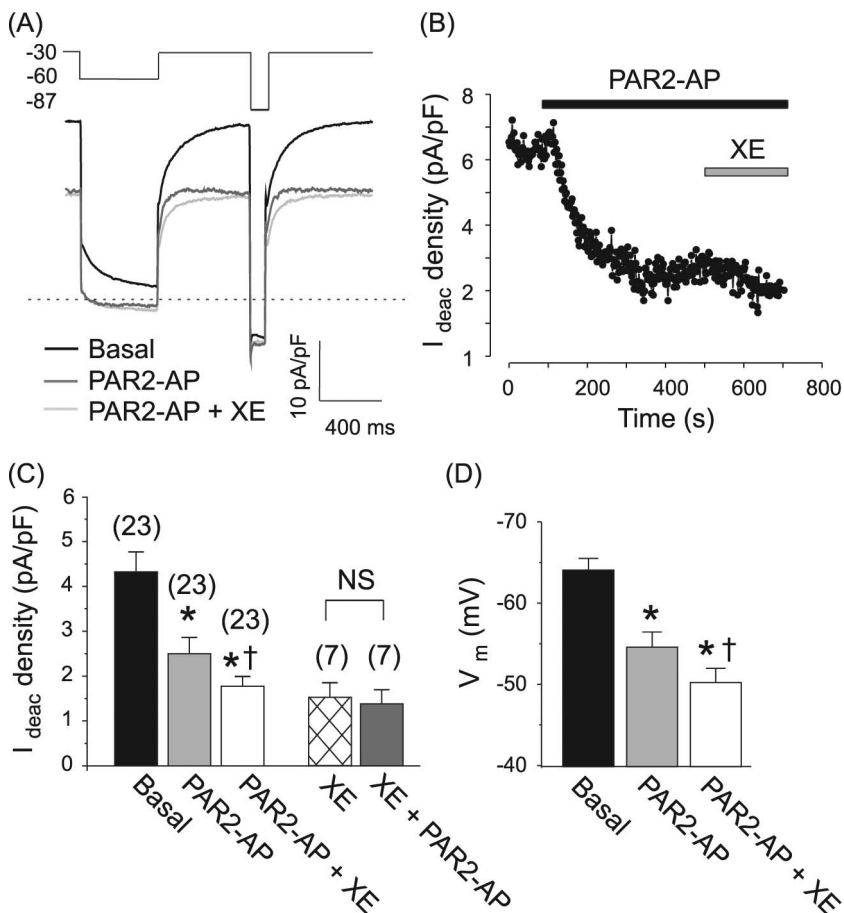 (A)
-30
-60
-87
Basal
PAR2-AP
PAR2-AP + XE
10 pA/pF
400 ms
(B)
PAR2-AP
XE
I deac density (pA/pF)
8
6
4
2
1
0
200
400
600
800
Time (s)
(C)
I deac density (pA/pF)
6
5
4
3
2
1
0
(23)
(23)
*
(23)
*†
NS
(7)
(7)
Basal
PAR2-AP
PAR2-AP + XE
XE
XE + PAR2-AP
(D)
V m (mV)
-70
-60
-50
-40
*
*†
Basal
PAR2-AP
PAR2-AP + XE